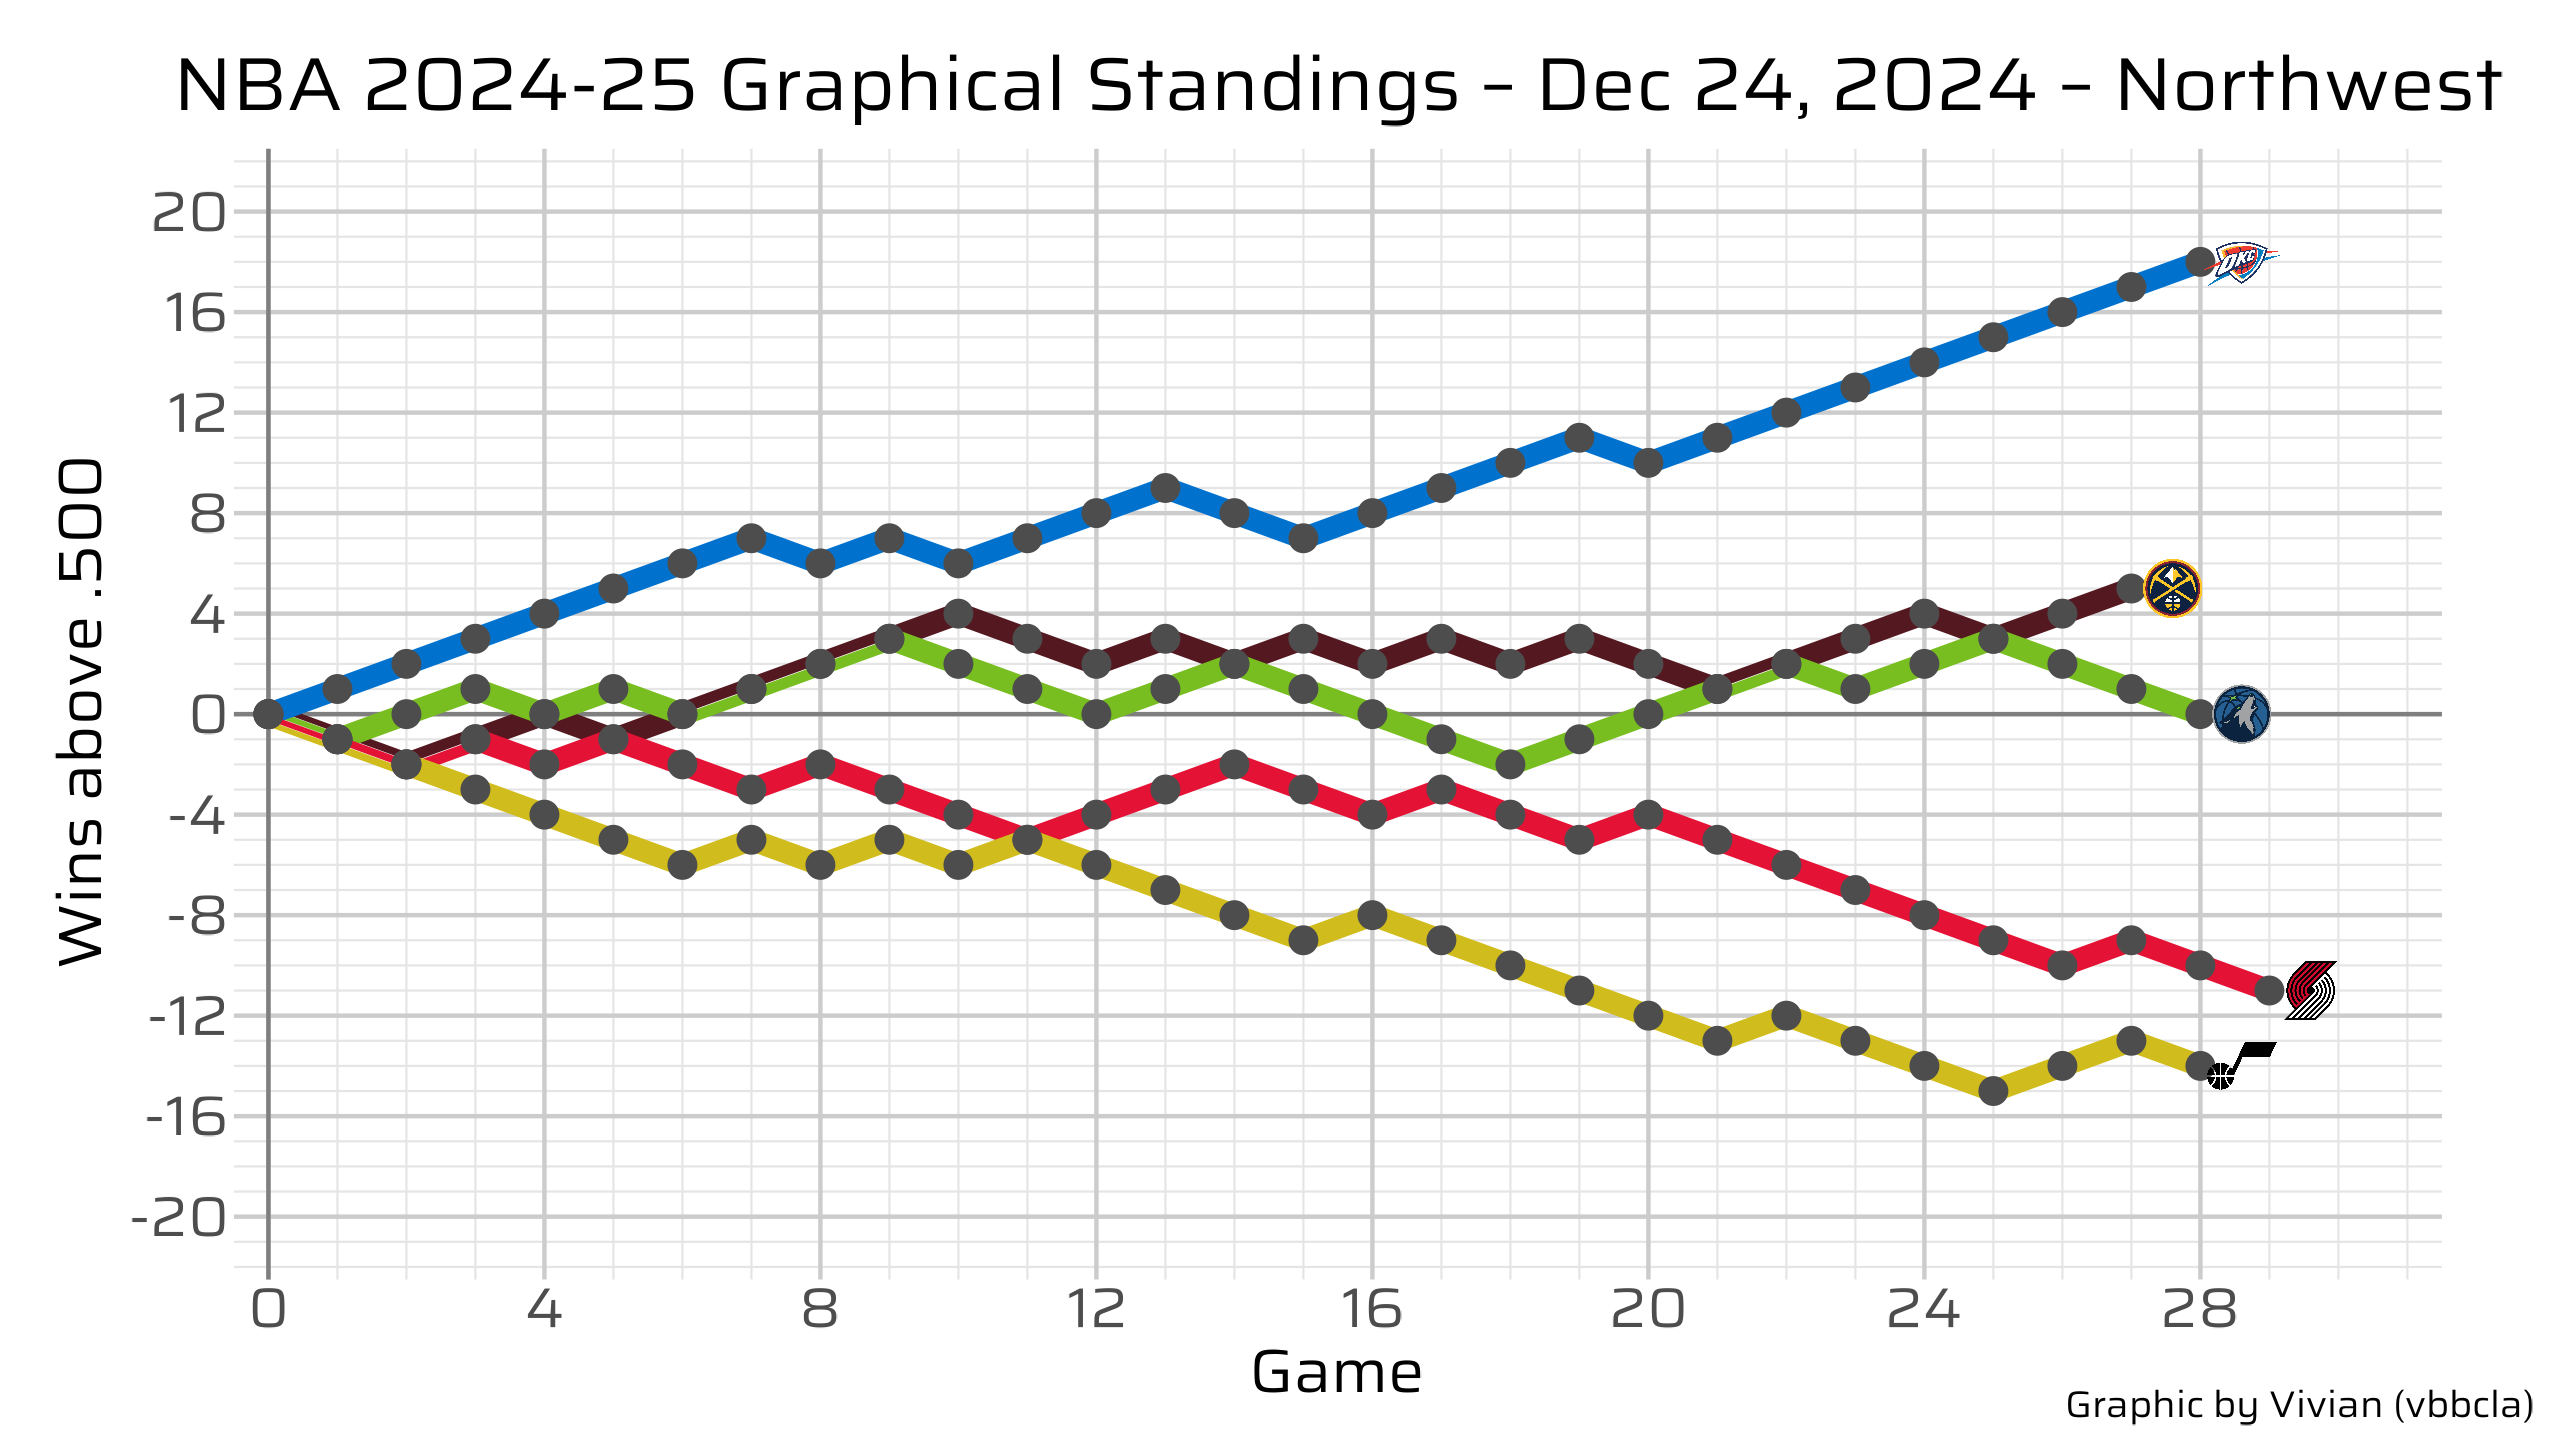 NBA 2024-25 Graphical Standings – Dec 24, 2024 – Northwest
Wins above .500
20
16
12
8
4
0
-4
-8
-12
-16
-20
OKC
0 4 8 12 16 20 24 28
Game
Graphic by Vivian (vbbcla)